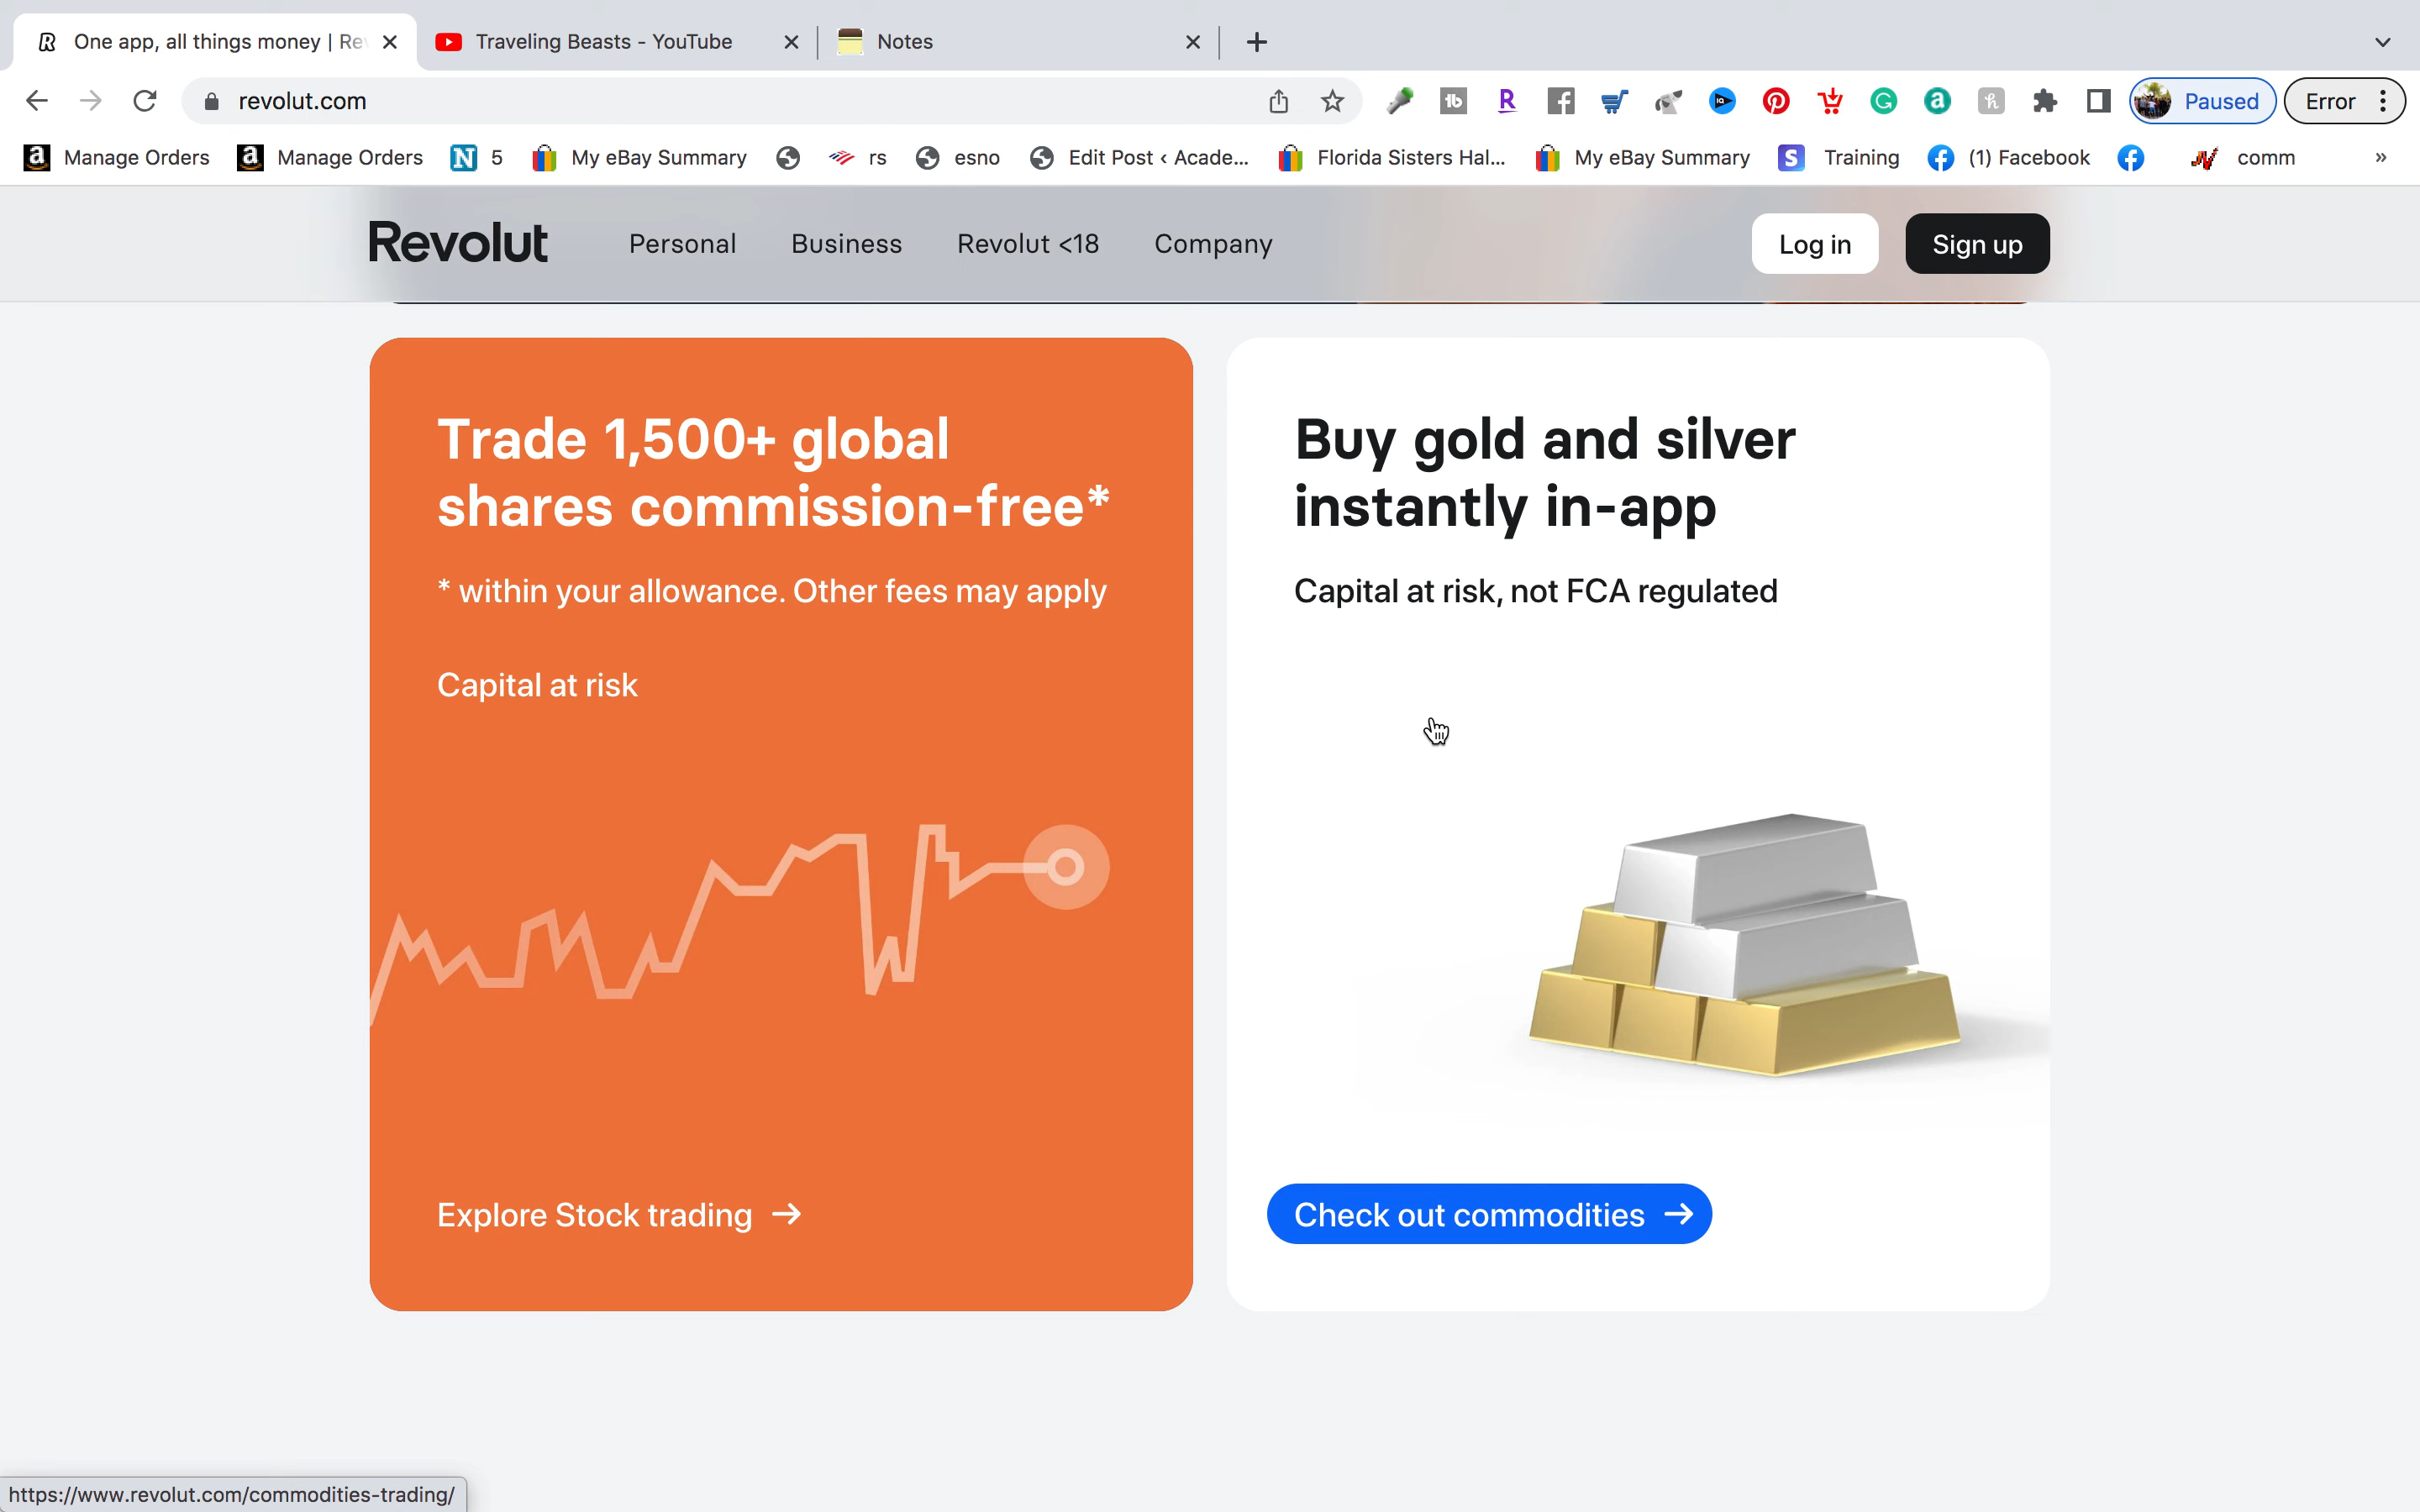 One app, all things money | Re
Traveling Beasts - YouTube
Notes
revolut.com
Paused
Error
Manage Orders
Manage Orders
5
My eBay Summary
rs
esno
Edit Post ‹ Acade...
Florida Sisters Hal...
My eBay Summary
Training
(1) Facebook
comm
»
Revolut
Personal
Business
Revolut <18
Company
Log in
Sign up
Trade 1,500+ global
shares commission-free*
* within your allowance. Other fees may apply
Capital at risk
Explore Stock trading →
Buy gold and silver
instantly in-app
Capital at risk, not FCA regulated
Check out commodities →
https://www.revolut.com/commodities-trading/